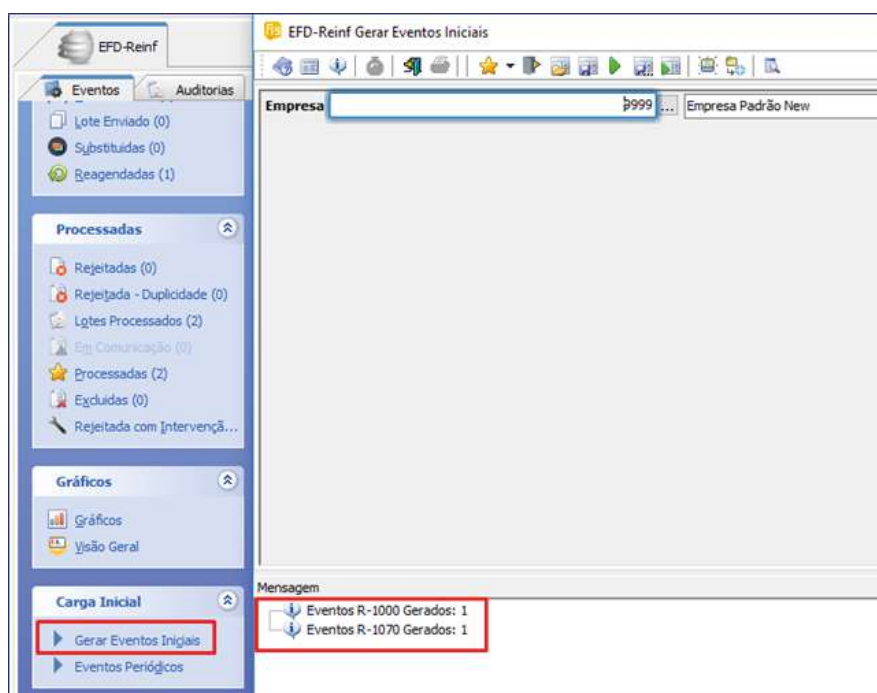 EFD-Reinf
Eventos
Auditorias
Lote Enviado (0)
Substituidas (0)
Reagendadas (1)
Processadas
Rejeitadas (0)
Rejeitada - Duplicidade (0)
Lotes Processados (2)
Em Comunicação (0)
Processadas (2)
Excluidas (0)
Rejeitada com Intervençã...
Gráficos
Gráficos
Visão Geral
Carga Inicial
Gerar Eventos Iniciais
Eventos Periódicos
EFD-Reinf Gerar Eventos Iniciais
Empresa 9999 ... Empresa Padrão New
Mensagem
Eventos R-1000 Gerados: 1
Eventos R-1070 Gerados: 1